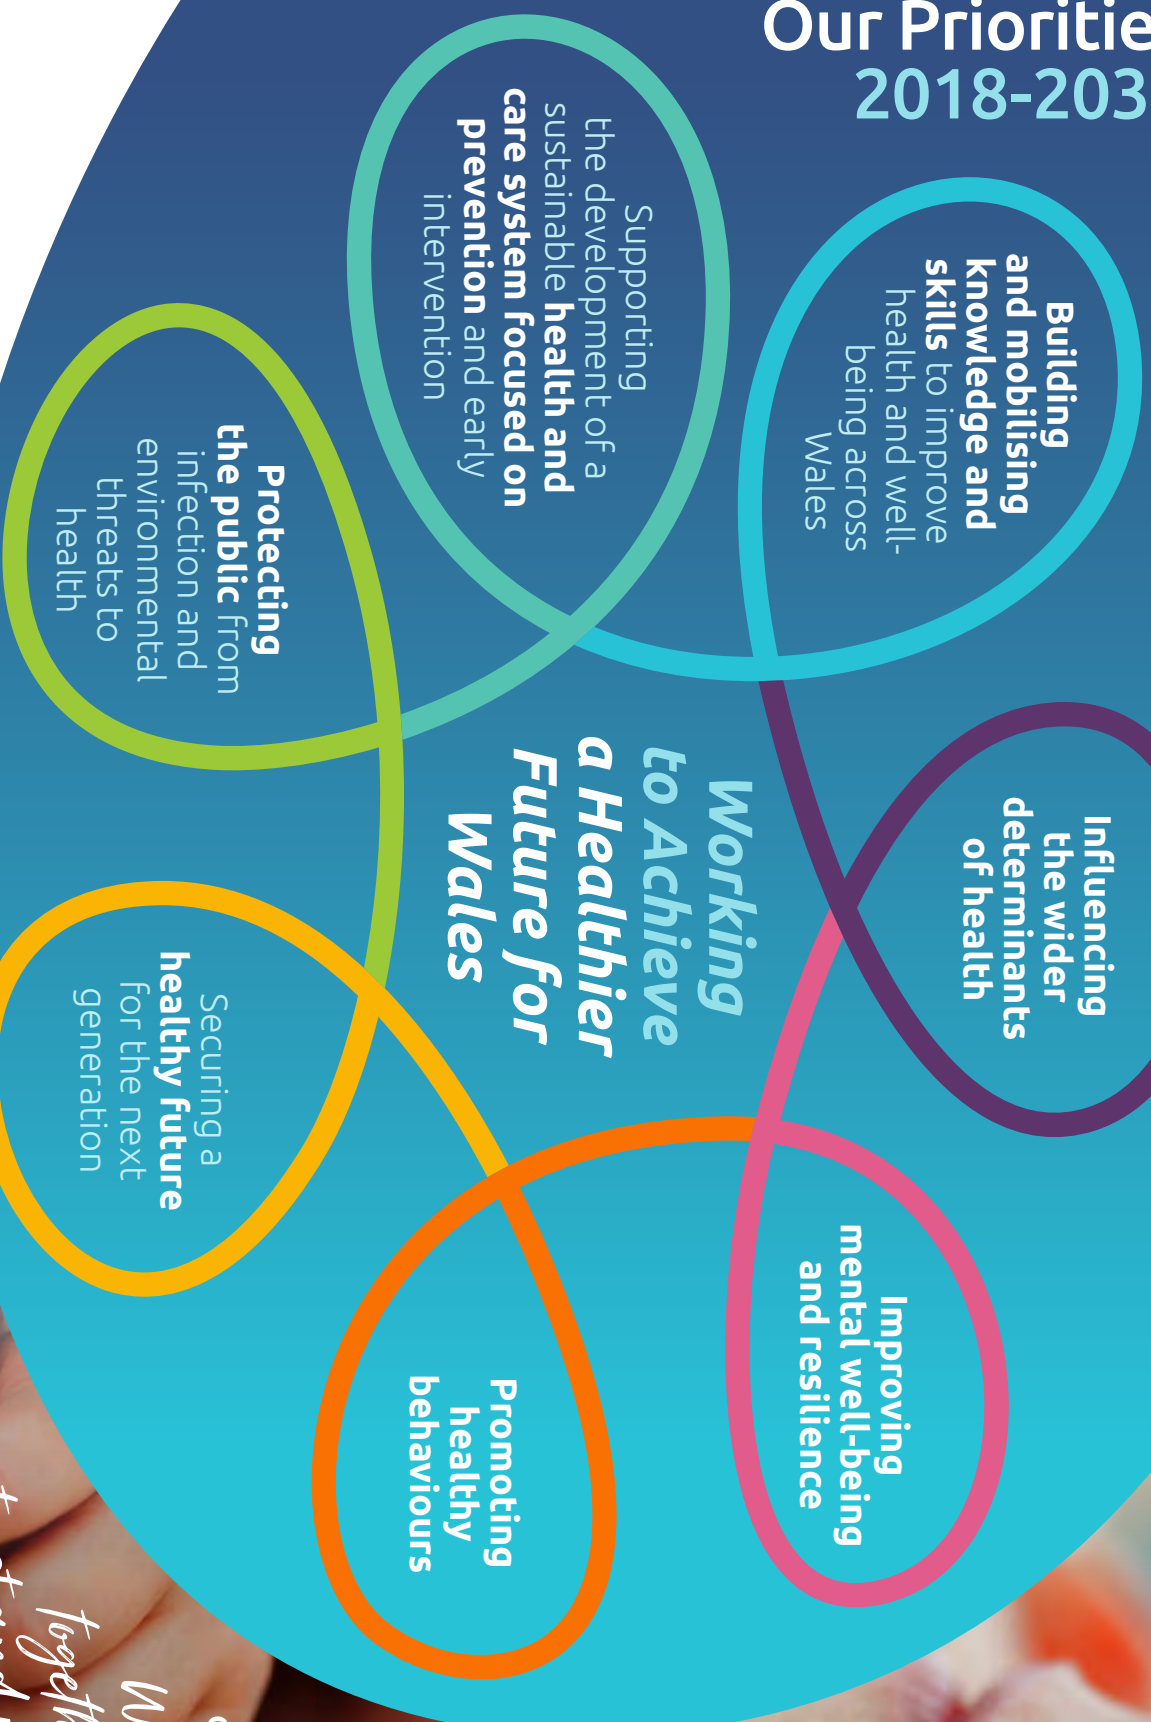 Our Prioritie
2018-203
Building
and mobilising
knowledge and
skills to improve
health and well-
being across
Wales
Supporting
the development of a
sustainable health and
care system focused on
prevention and early
intervention
Influencing
the wider
determinants
of health
Protecting
the public from
infection and
environmental
threats to
health
Working
to Achieve
a Healthier
Future for
Wales
Securing a
healthy future
for the next
generation
Improving
mental well-being
and resilience
Promoting
healthy
behaviours